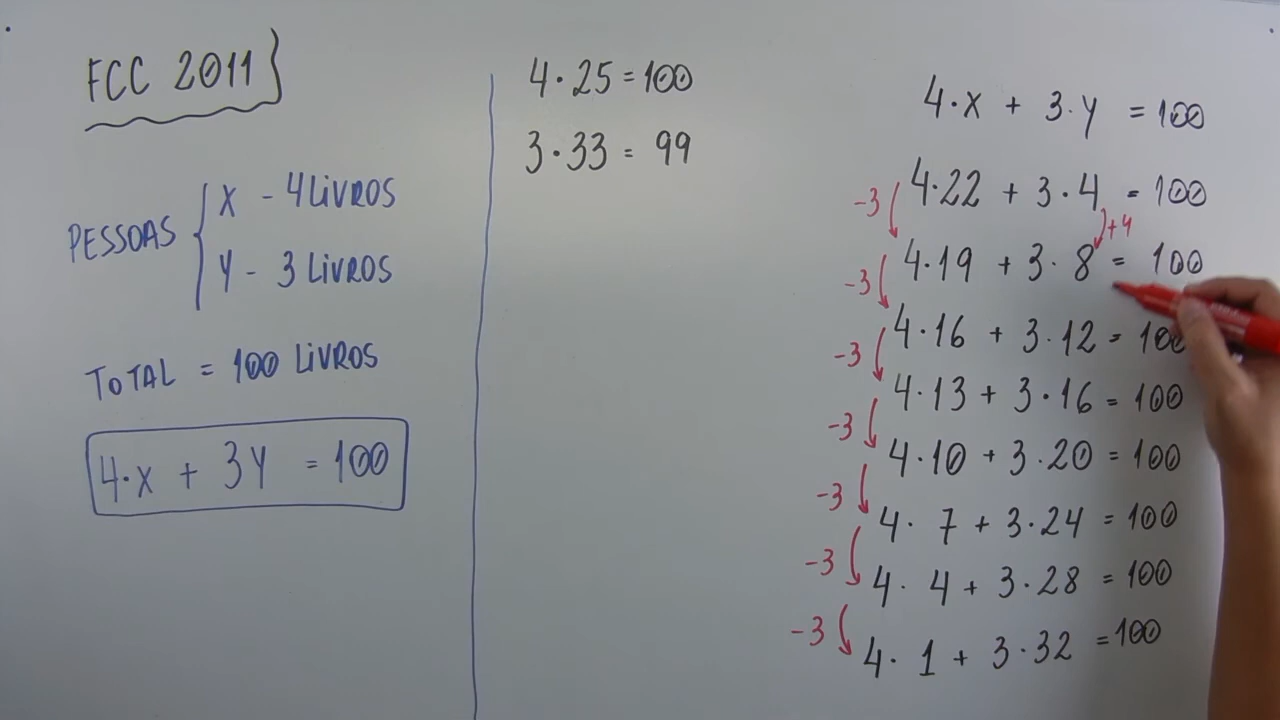 FCC 2011
PESSOAS { X - 4 LiVROS
Y - 3 LiVROS
TOTAL = 100 LiVROS
4·X + 3Y = 100
4·25 = 100
3·33 = 99
4·X + 3·Y = 100
4·22 + 3·4 = 100
-3
+4
4·19 + 3·8 = 100
-3
4·16 + 3·12 = 100
-3
4·13 + 3·16 = 100
-3
4·10 + 3·20 = 100
-3
4·7 + 3·24 = 100
-3
4·4 + 3·28 = 100
-3
4·1 + 3·32 = 100